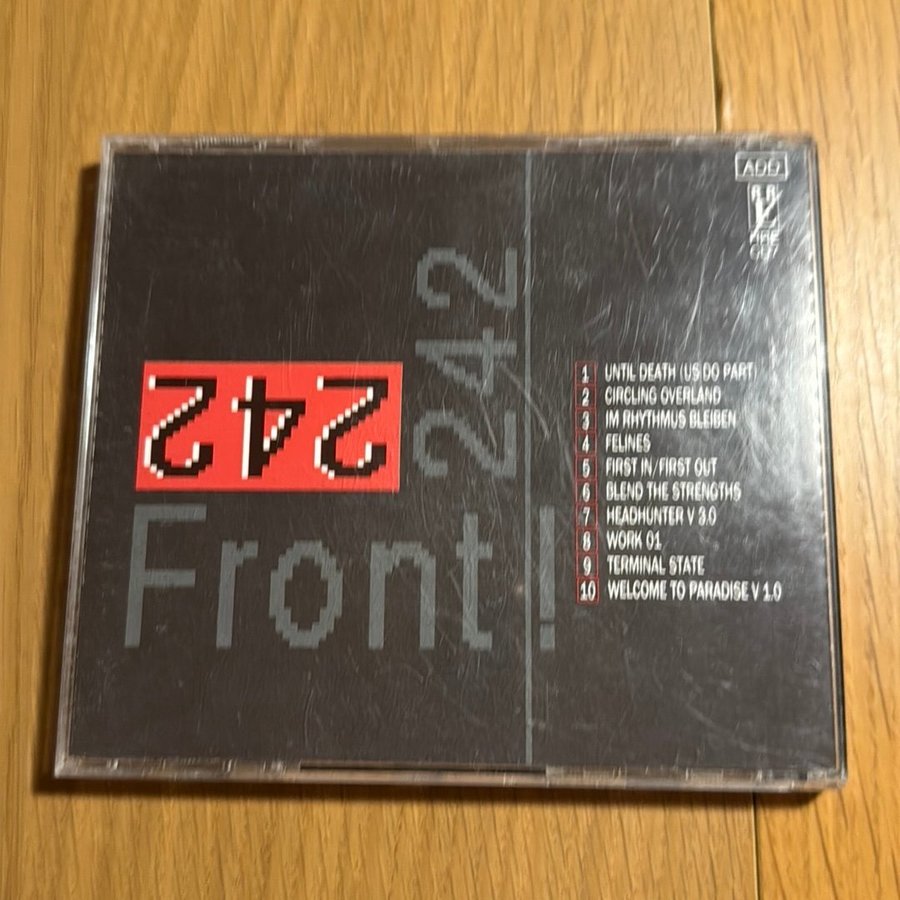 ADD
RRE
242
242
Front!
1 UNTIL DEATH (US DO PART)
2 CIRCLING OVERLAND
3 IM RHYTHMUS BLEIBEN
4 FELINES
5 FIRST IN/FIRST OUT
6 BLEND THE STRENGTHS
7 HEADHUNTER V 3.0
8 WORK 01
9 TERMINAL STATE
10 WELCOME TO PARADISE V 1.0